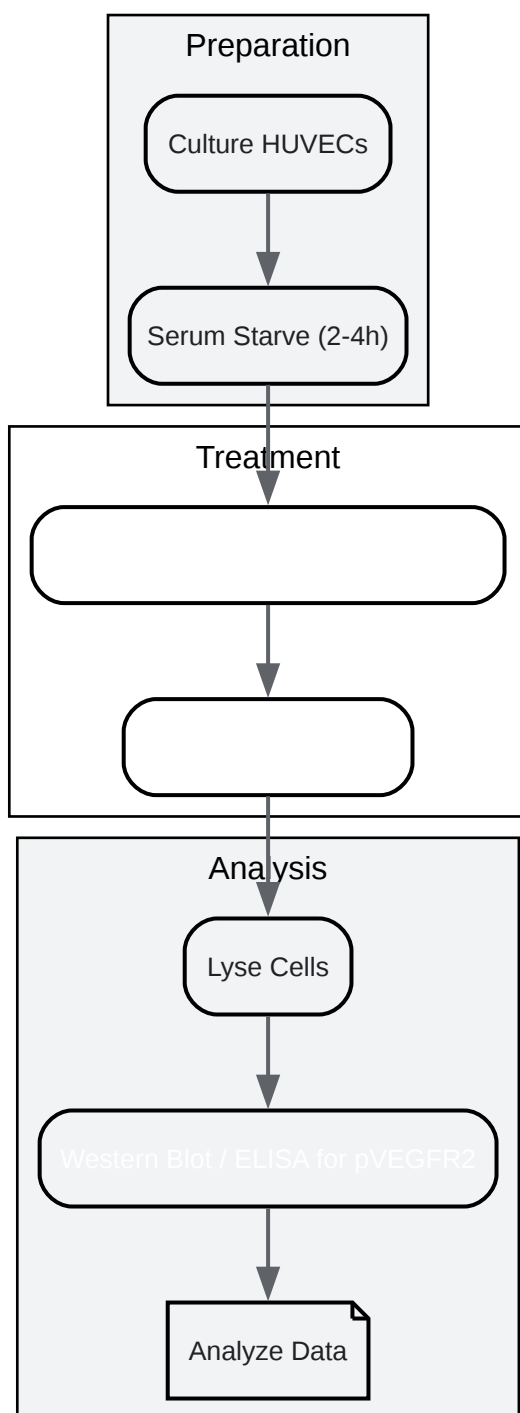 Preparation
Culture HUVECs
Serum Starve (2-4h)
Treatment
Analysis
Lyse Cells
Western Blot / ELISA for pVEGFR2
Analyze Data